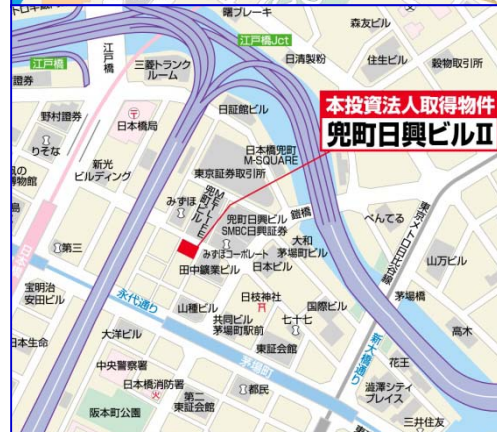 曙ブレーキ
江戸橋Jct
森友ビル
江戸橋
江戸橋
三菱トランク
ルーム
日清製粉
住生ビル
穀物取引所
證券
野村證券
日本橋局
日証館ビル
本投資法人取得物件
兜町日興ビルⅡ
りそな
日本橋兜町
M-SQUARE
新光
ビルディング
東京証券取引所
博物館
みずほ
METLIFE
兜町ビル
兜町日興ビル
SMBC日興証券
鎧橋
ぺんてる
東京メトロ日比谷線
第三
みずほコーポレート
大和
茅場町ビル
山万ビル
田中鑛業ビル
日本ビル
宝明治
安田ビル
永代通り
茅場橋
山種ビル
日枝神社
国際ビル
日本生命
大洋ビル
共同ビル
茅場町駅前
七十七
新大橋通り
高木
東証会館
中央警察署
茅場町
花王
日本橋消防署
都民
澁澤シティ
プレイス
阪本町公園
第二
東証会館
三井住友